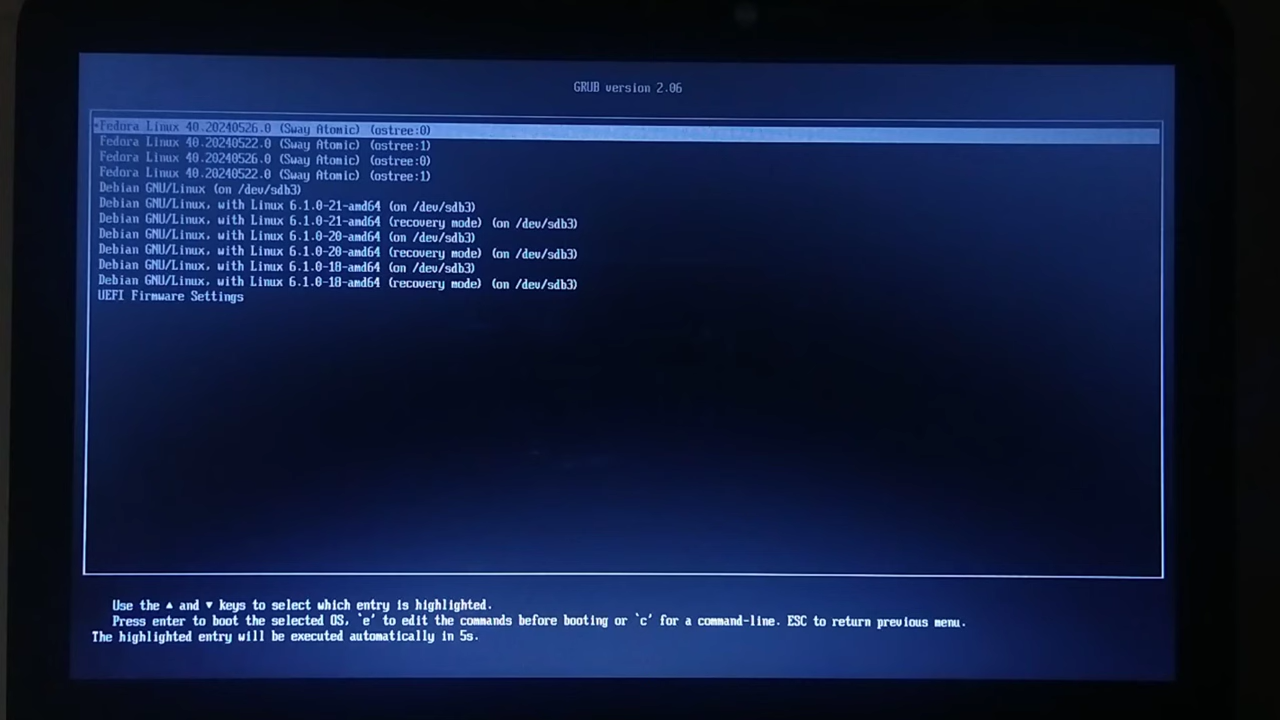 GRUB version 2.06
*Fedora Linux 40.20240526.0 (Sway Atomic) (ostree:0)
Fedora Linux 40.20240522.0 (Sway Atomic) (ostree:1)
Fedora Linux 40.20240526.0 (Sway Atomic) (ostree:0)
Fedora Linux 40.20240522.0 (Sway Atomic) (ostree:1)
Debian GNU/Linux (on /dev/sdb3)
Debian GNU/Linux, with Linux 6.1.0-21-amd64 (on /dev/sdb3)
Debian GNU/Linux, with Linux 6.1.0-21-amd64 (recovery mode) (on /dev/sdb3)
Debian GNU/Linux, with Linux 6.1.0-20-amd64 (on /dev/sdb3)
Debian GNU/Linux, with Linux 6.1.0-20-amd64 (recovery mode) (on /dev/sdb3)
Debian GNU/Linux, with Linux 6.1.0-18-amd64 (on /dev/sdb3)
Debian GNU/Linux, with Linux 6.1.0-18-amd64 (recovery mode) (on /dev/sdb3)
UEFI Firmware Settings
Use the ▲ and ▼ keys to select which entry is highlighted.
Press enter to boot the selected OS, `e' to edit the commands before booting or `c' for a command-line. ESC to return previous menu.
The highlighted entry will be executed automatically in 5s.